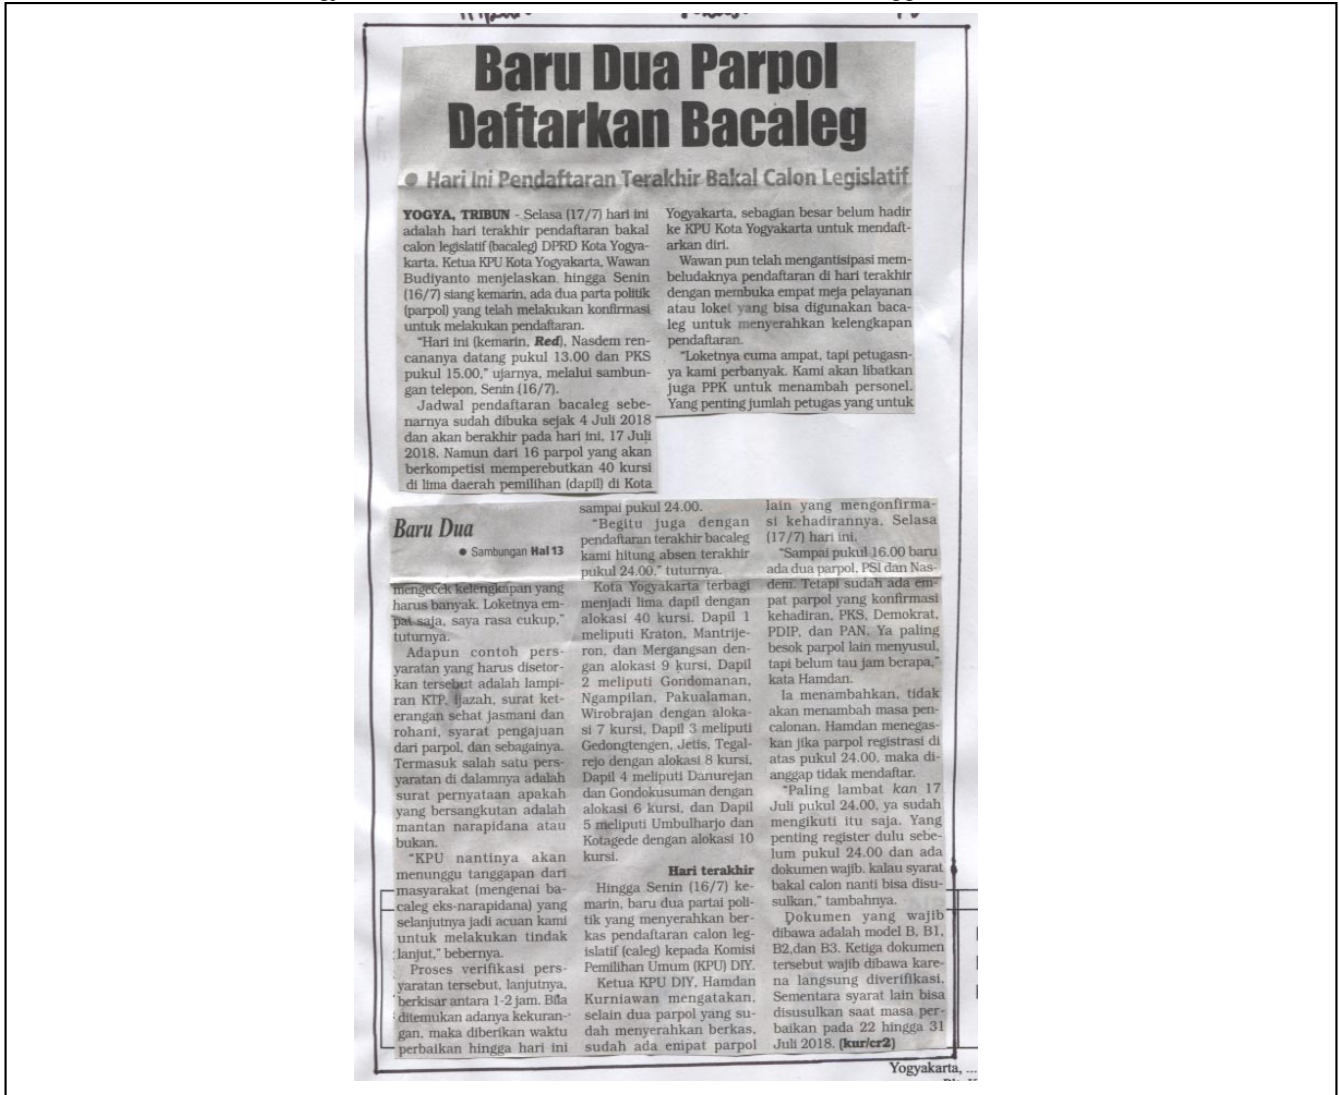 Baru Dua Parpol
Daftarkan Bacaleg
● Hari Ini Pendaftaran Terakhir Bakal Calon Legislatif
YOGYA, TRIBUN - Selasa (17/7) hari ini
adalah hari terakhir pendaftaran bakal
calon legislatif (bacaleg) DPRD Kota Yogya-
karta. Ketua KPU Kota Yogyakarta, Wawan
Budiyanto menjelaskan, hingga Senin
(16/7) siang kemarin, ada dua parta politik
(parpol) yang telah melakukan konfirmasi
untuk melakukan pendaftaran.
"Hari ini (kemarin, Red), Nasdem ren-
cananya datang pukul 13.00 dan PKS
pukul 15.00," ujarnya, melalui sambun-
gan telepon, Senin (16/7).
Jadwal pendaftaran bacaleg sebe-
narnya sudah dibuka sejak 4 Juli 2018
dan akan berakhir pada hari ini, 17 Juli
2018. Namun dari 16 parpol yang akan
berkompetisi memperebutkan 40 kursi
di lima daerah pemilihan (dapil) di Kota
Yogyakarta, sebagian besar belum hadir
ke KPU Kota Yogyakarta untuk mendaft-
arkan diri.
Wawan pun telah mengantisipasi mem-
beludaknya pendaftaran di hari terakhir
dengan membuka empat meja pelayanan
atau loket yang bisa digunakan baca-
leg untuk menyerahkan kelengkapan
pendaftaran.
"Loketnya cuma ampat, tapi petugasn-
ya kami perbanyak. Kami akan libatkan
juga PPK untuk menambah personel.
Yang penting jumlah petugas yang untuk
Baru Dua
● Sambungan Hal 13
mengecek kelengkapan yang
harus banyak. Loketnya em-
pat saja, saya rasa cukup,"
tuturnya.
Adapun contoh pers-
yaratan yang harus disetor-
kan tersebut adalah lampi-
ran KTP, Ijazah, surat ket-
erangan sehat jasmani dan
rohani, syarat pengajuan
dari parpol, dan sebagainya.
Termasuk salah satu pers-
yaratan di dalamnya adalah
surat pernyataan apakah
yang bersangkutan adalah
mantan narapidana atau
bukan.
"KPU nantinya akan
menunggu tanggapan dari
masyarakat (mengenai ba-
caleg eks-narapidana) yang
selanjutnya jadi acuan kami
untuk melakukan tindak
lanjut," bebernya.
Proses verifikasi pers-
yaratan tersebut, lanjutnya,
berkisar antara 1-2 jam. Bila
ditemukan adanya kekuran-
gan, maka diberikan waktu
perbaikan hingga hari ini
sampai pukul 24.00.
"Begitu juga dengan
pendaftaran terakhir bacaleg
kami hitung absen terakhir
pukul 24.00," tuturnya.
Kota Yogyakarta terbagi
menjadi lima dapil dengan
alokasi 40 kursi. Dapil 1
meliputi Kraton, Mantrije-
ron, dan Mergangsan den-
gan alokasi 9 kursi, Dapil
2 meliputi Gondomanan,
Ngampilan, Pakualaman,
Wirobrajan dengan aloka-
si 7 kursi, Dapil 3 meliputi
Gedongtengen, Jetis, Tegal-
rejo dengan alokasi 8 kursi,
Dapil 4 meliputi Danurejan
dan Gondokusuman dengan
alokasi 6 kursi, dan Dapil
5 meliputi Umbulharjo dan
Kotagede dengan alokasi 10
kursi.
Hari terakhir
Hingga Senin (16/7) ke-
marin, baru dua partai poli-
tik yang menyerahkan ber-
kas pendaftaran calon leg-
islatif (caleg) kepada Komisi
Pemilihan Umum (KPU) DIY.
Ketua KPU DIY, Hamdan
Kurniawan mengatakan,
selain dua parpol yang su-
dah menyerahkan berkas,
sudah ada empat parpol
lain yang mengonfirma-
si kehadirannya, Selasa
(17/7) hari ini.
"Sampai pukul 16.00 baru
ada dua parpol, PSI dan Nas-
dem. Tetapi sudah ada em-
pat parpol yang konfirmasi
kehadiran, PKS, Demokrat,
PDIP, dan PAN. Ya paling
besok parpol lain menyusul,
tapi belum tau jam berapa,"
kata Hamdan.
Ia menambahkan, tidak
akan menambah masa pen-
calonan. Hamdan menegas-
kan jika parpol registrasi di
atas pukul 24.00, maka di-
anggap tidak mendaftar.
"Paling lambat kan 17
Juli pukul 24.00, ya sudah
mengikuti itu saja. Yang
penting register dulu sebe-
lum pukul 24.00 dan ada
dokumen wajib, kalau syarat
bakal calon nanti bisa disu-
sulkan," tambahnya.
Dokumen yang wajib
dibawa adalah model B, B1,
B2,dan B3. Ketiga dokumen
tersebut wajib dibawa kare-
na langsung diverifikasi.
Sementara syarat lain bisa
disusulkan saat masa per-
baikan pada 22 hingga 31
Juli 2018. (kur/cr2)
Yogyakarta, ...